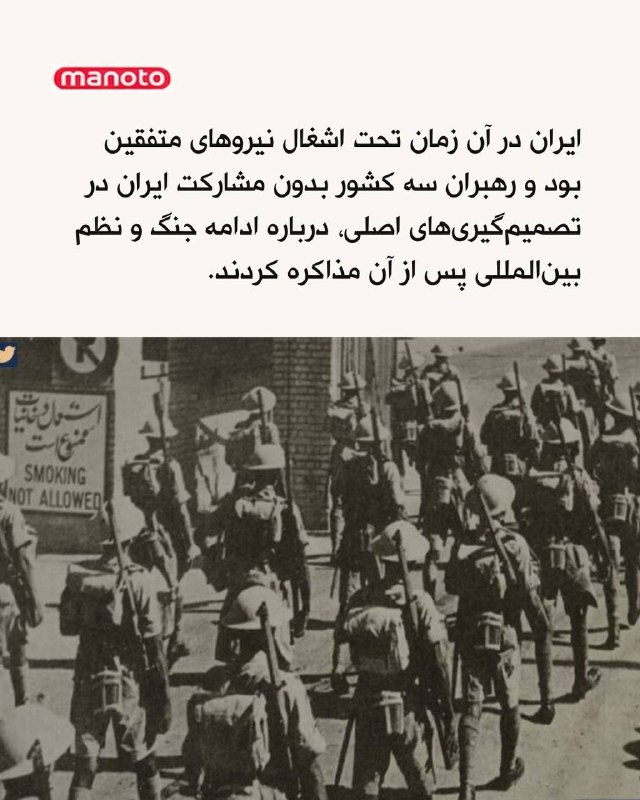 manoto
ایران در آن زمان تحت اشغال نیروهای متفقین
بود و رهبران سه کشور بدون مشارکت ایران در
تصمیم‌گیری‌های اصلی، درباره ادامه جنگ و نظم
بین‌المللی پس از آن مذاکره کردند.
استعمال دخانیات
ممنوع است
SMOKING
NOT ALLOWED